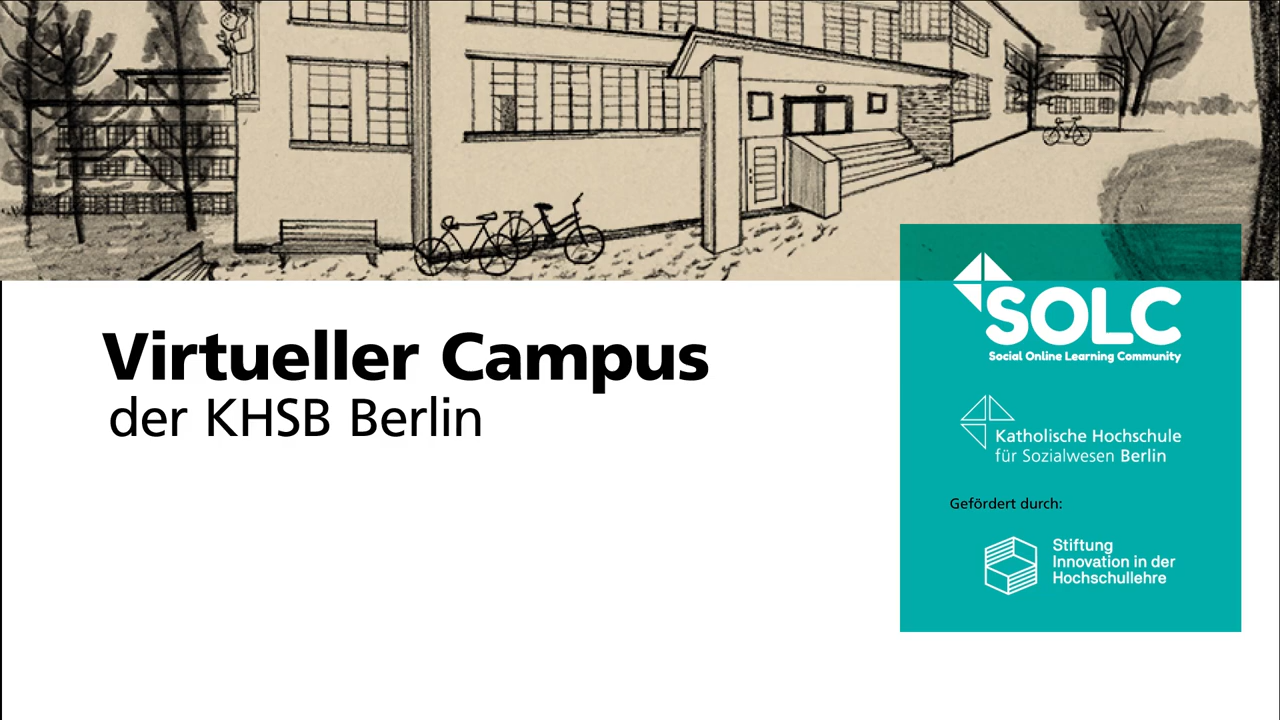 Virtueller Campus
der KHSB Berlin
SOLC
Social Online Learning Community
Katholische Hochschule
für Sozialwesen Berlin
Gefördert durch:
Stiftung
Innovation in der
Hochschullehre